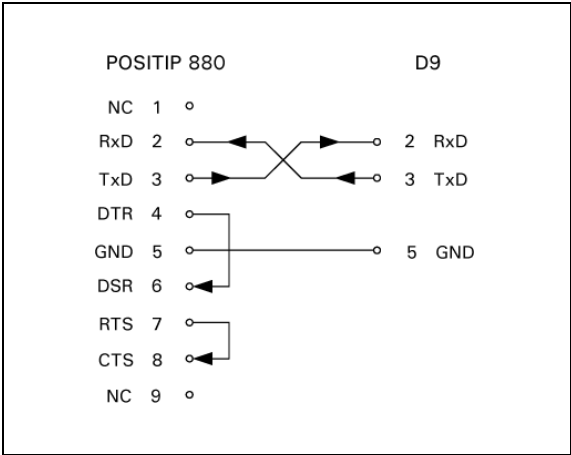 POSITIP 880 D9
NC 1
RxD 2 2 RxD
TxD 3 3 TxD
DTR 4
GND 5 5 GND
DSR 6
RTS 7
CTS 8
NC 9